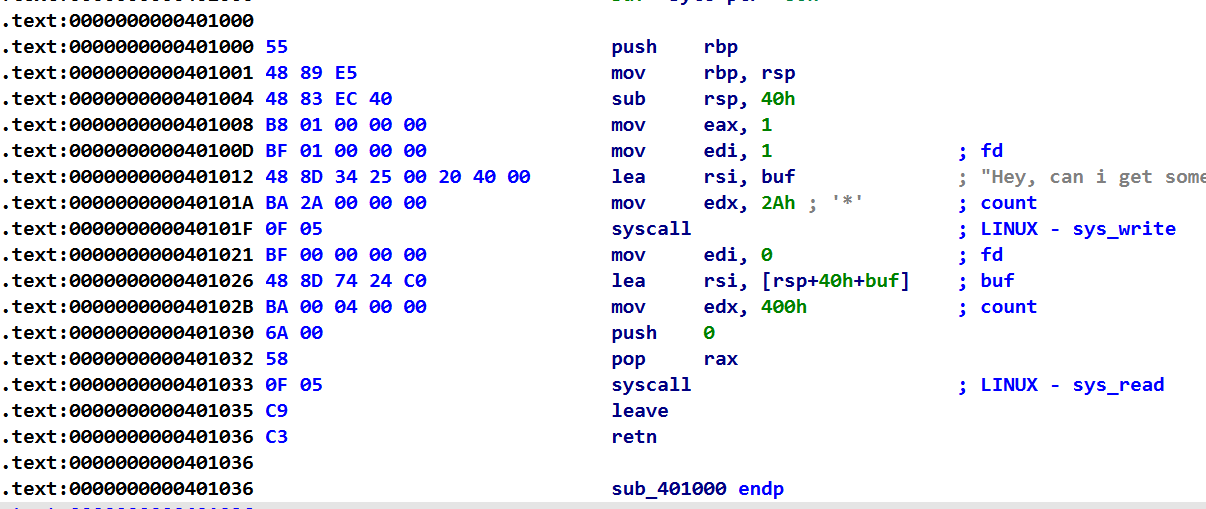 .text:0000000000401000
.text:0000000000401000 55 push rbp
.text:0000000000401001 48 89 E5 mov rbp, rsp
.text:0000000000401004 48 83 EC 40 sub rsp, 40h
.text:0000000000401008 B8 01 00 00 00 mov eax, 1
.text:000000000040100D BF 01 00 00 00 mov edi, 1 ; fd
.text:0000000000401012 48 8D 34 25 00 20 40 00 lea rsi, buf ; "Hey, can i get some
.text:000000000040101A BA 2A 00 00 00 mov edx, 2Ah ; '*' ; count
.text:000000000040101F 0F 05 syscall ; LINUX - sys_write
.text:0000000000401021 BF 00 00 00 00 mov edi, 0 ; fd
.text:0000000000401026 48 8D 74 24 C0 lea rsi, [rsp+40h+buf] ; buf
.text:000000000040102B BA 00 04 00 00 mov edx, 400h ; count
.text:0000000000401030 6A 00 push 0
.text:0000000000401032 58 pop rax
.text:0000000000401033 0F 05 syscall ; LINUX - sys_read
.text:0000000000401035 C9 leave
.text:0000000000401036 C3 retn
.text:0000000000401036
.text:0000000000401036 sub_401000 endp